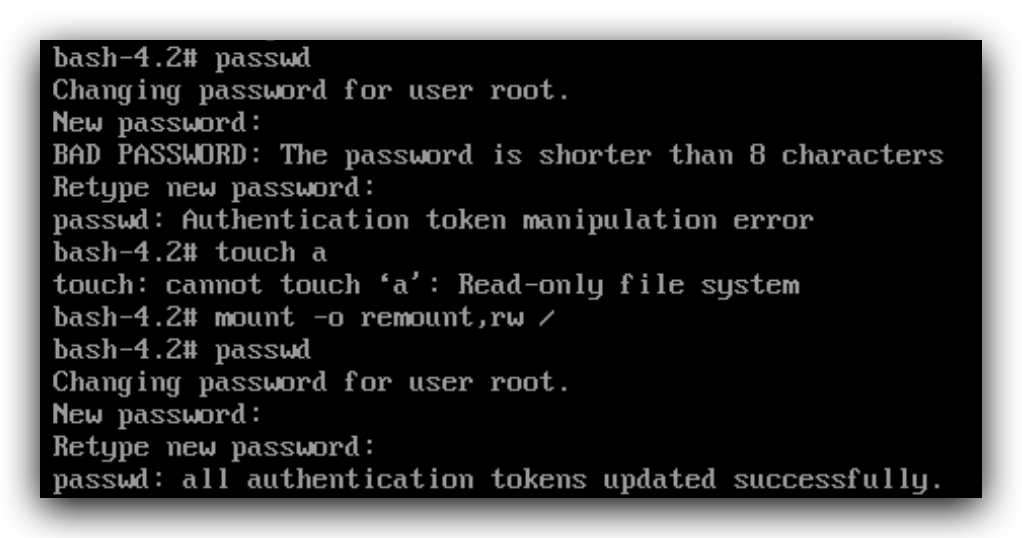 bash-4.2# passwd
Changing password for user root.
New password:
BAD PASSWORD: The password is shorter than 8 characters
Retype new password:
passwd: Authentication token manipulation error
bash-4.2# touch a
touch: cannot touch ‘a’: Read-only file system
bash-4.2# mount -o remount,rw /
bash-4.2# passwd
Changing password for user root.
New password:
Retype new password:
passwd: all authentication tokens updated successfully.